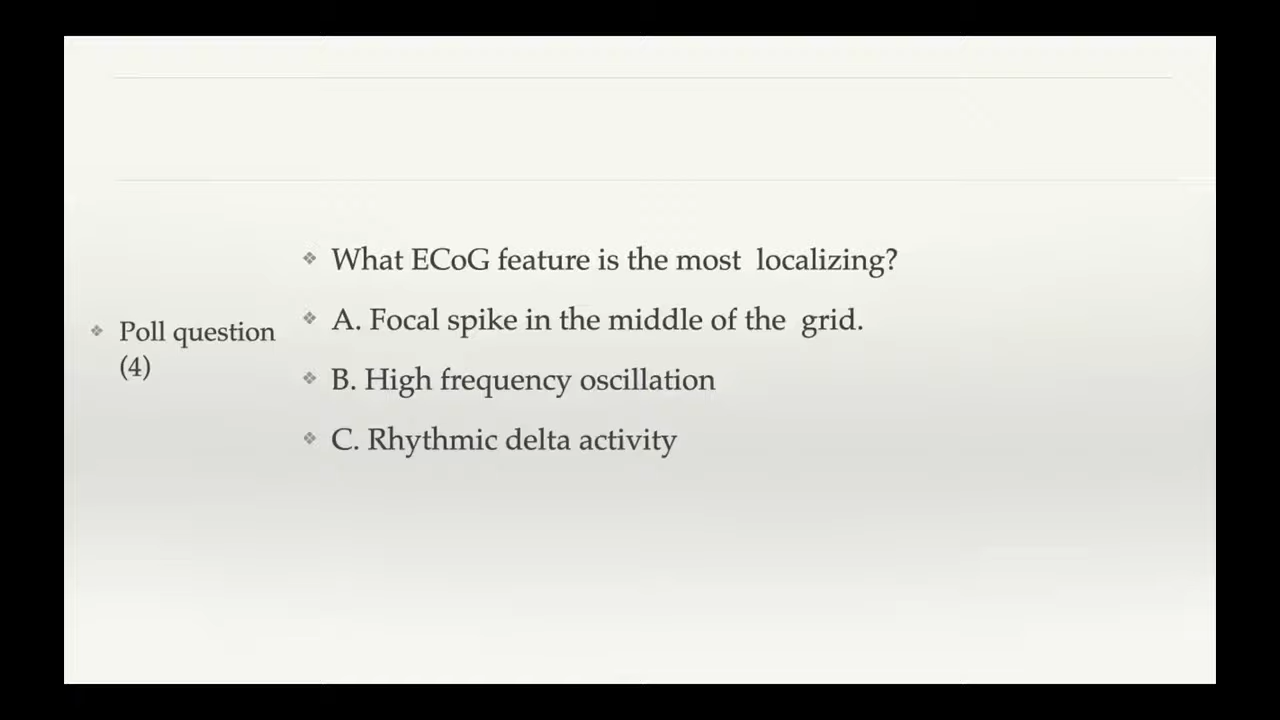 Poll question
(4)
What ECoG feature is the most localizing?
A. Focal spike in the middle of the grid.
B. High frequency oscillation
C. Rhythmic delta activity